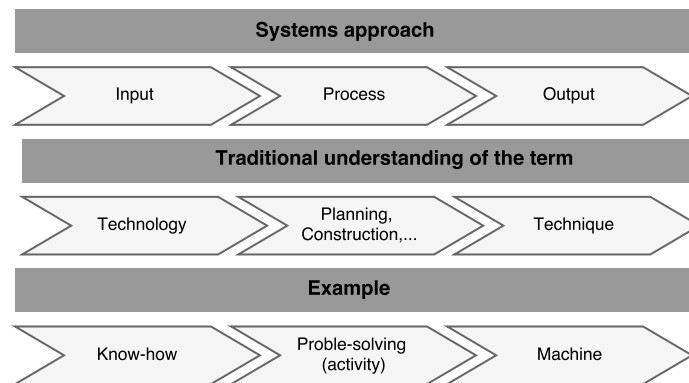 Systems approach
Input
Process
Output
Traditional understanding of the term
Technology
Planning,
Construction,...
Technique
Example
Know-how
Proble-solving
(activity)
Machine